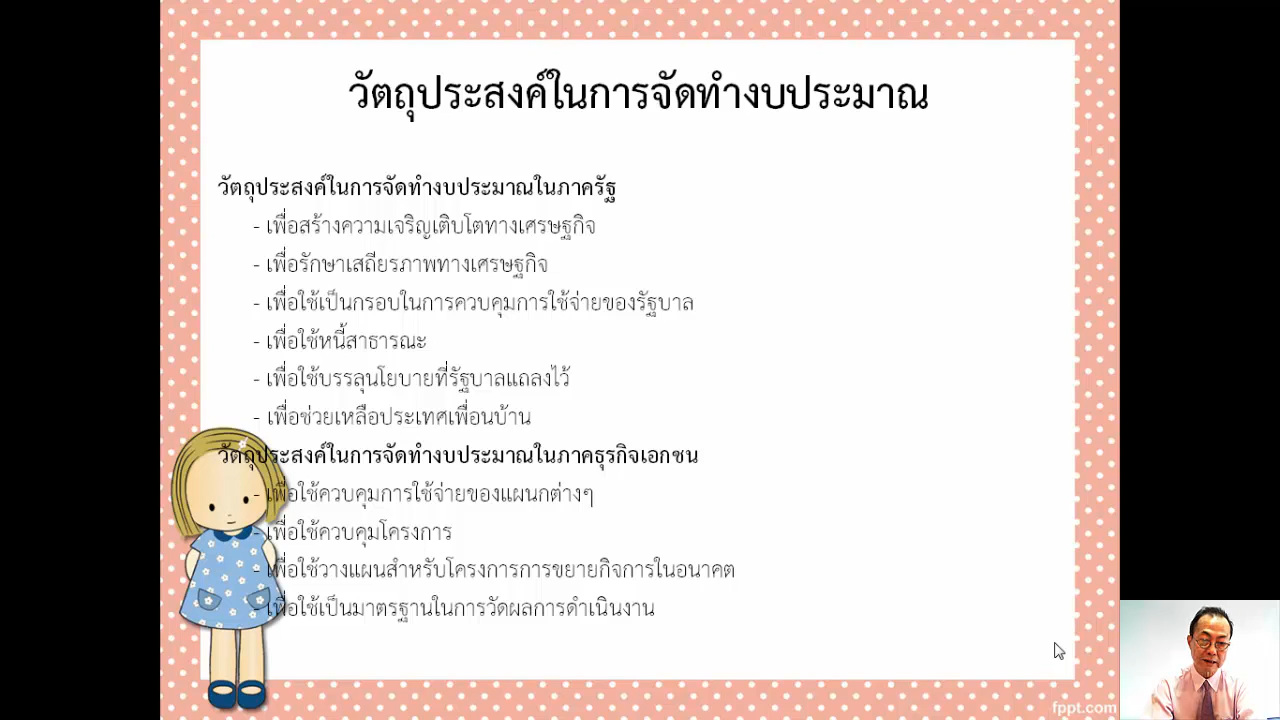 วัตถุประสงค์ในการจัดทำงบประมาณ
วัตถุประสงค์ในการจัดทำงบประมาณในภาครัฐ
- เพื่อสร้างความเจริญเติบโตทางเศรษฐกิจ
- เพื่อรักษาเสถียรภาพทางเศรษฐกิจ
- เพื่อใช้เป็นกรอบในการควบคุมการใช้จ่ายของรัฐบาล
- เพื่อใช้หนี้สาธารณะ
- เพื่อใช้บรรลุนโยบายที่รัฐบาลแถลงไว้
- เพื่อช่วยเหลือประเทศเพื่อนบ้าน
วัตถุประสงค์ในการจัดทำงบประมาณในภาคธุรกิจเอกชน
- เพื่อใช้ควบคุมการใช้จ่ายของแผนกต่างๆ
- เพื่อใช้ควบคุมโครงการ
- เพื่อใช้วางแผนสำหรับโครงการการขยายกิจการในอนาคต
- เพื่อใช้เป็นมาตรฐานในการวัดผลการดำเนินงาน
fppt.com